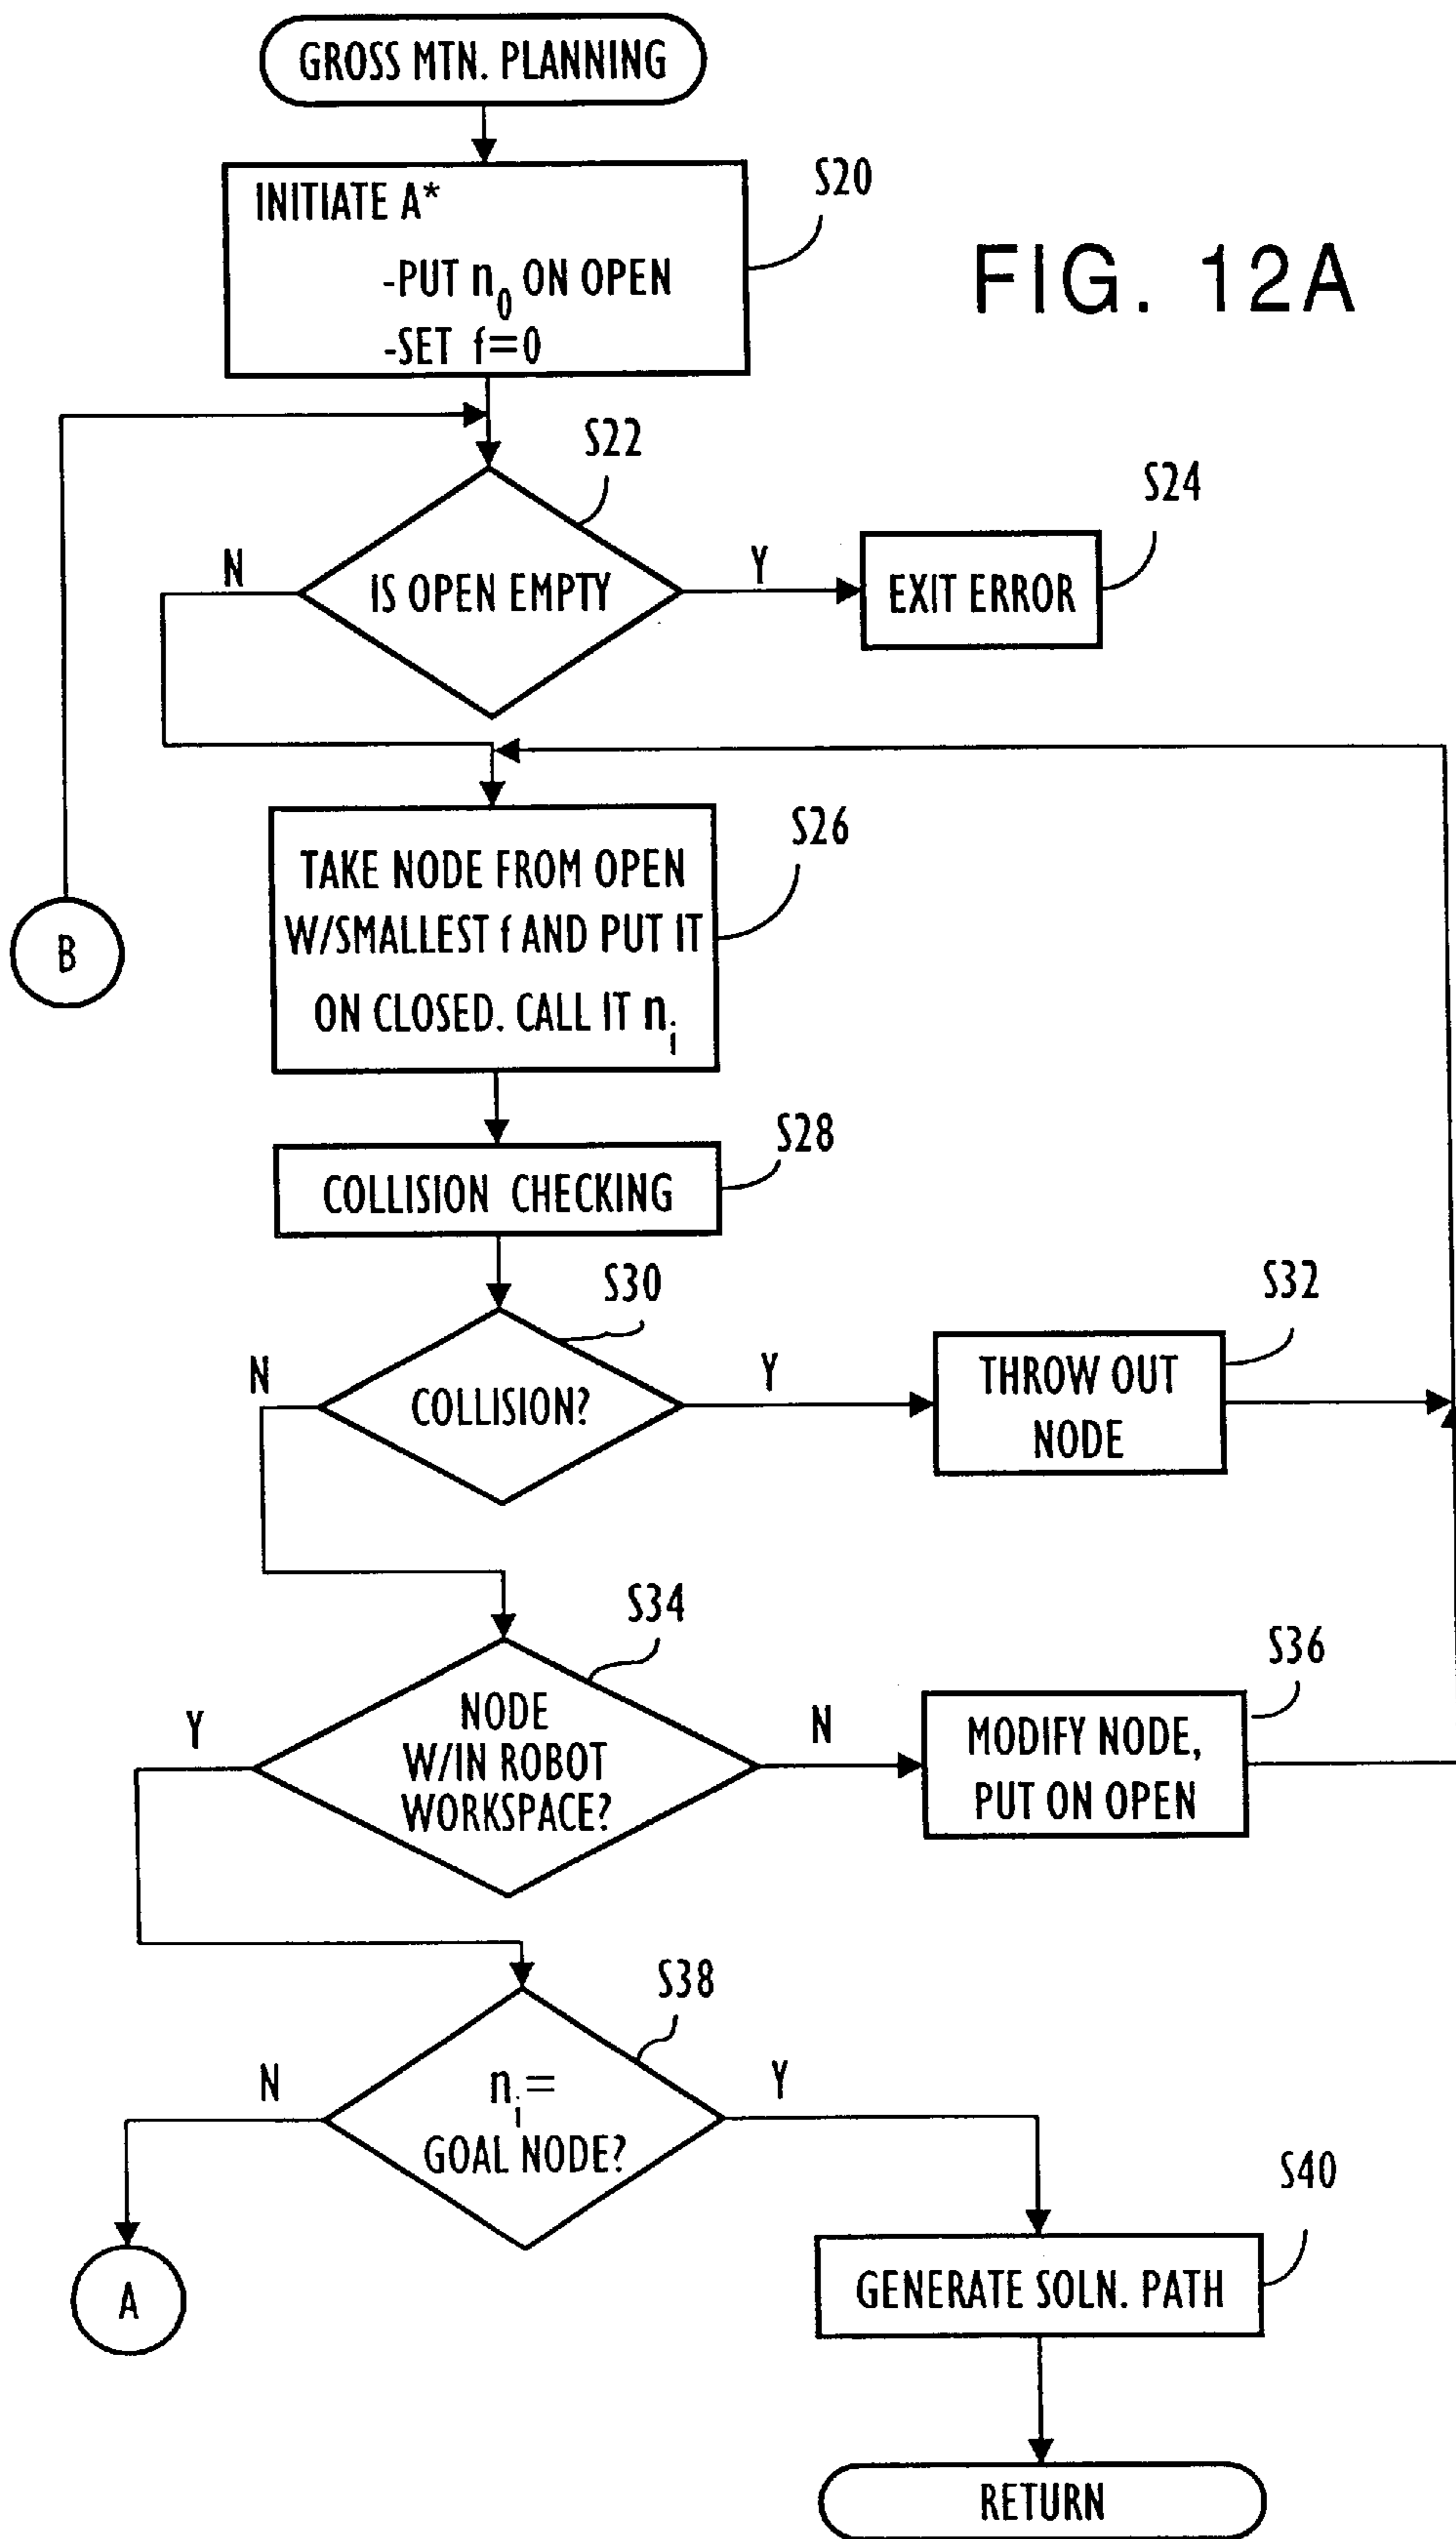 GROSS MTN. PLANNING
S20
INITIATE A*
-PUT n0 ON OPEN
-SET f=0
FIG. 12A
S22
S24
N
IS OPEN EMPTY
Y
EXIT ERROR
S26
TAKE NODE FROM OPEN
W/SMALLEST f AND PUT IT
ON CLOSED. CALL IT ni
B
S28
COLLISION CHECKING
S30
S32
N
COLLISION?
Y
THROW OUT
NODE
S34
S36
Y
NODE
W/IN ROBOT
WORKSPACE?
N
MODIFY NODE,
PUT ON OPEN
S38
N
ni=
GOAL NODE?
Y
S40
A
GENERATE SOLN. PATH
RETURN